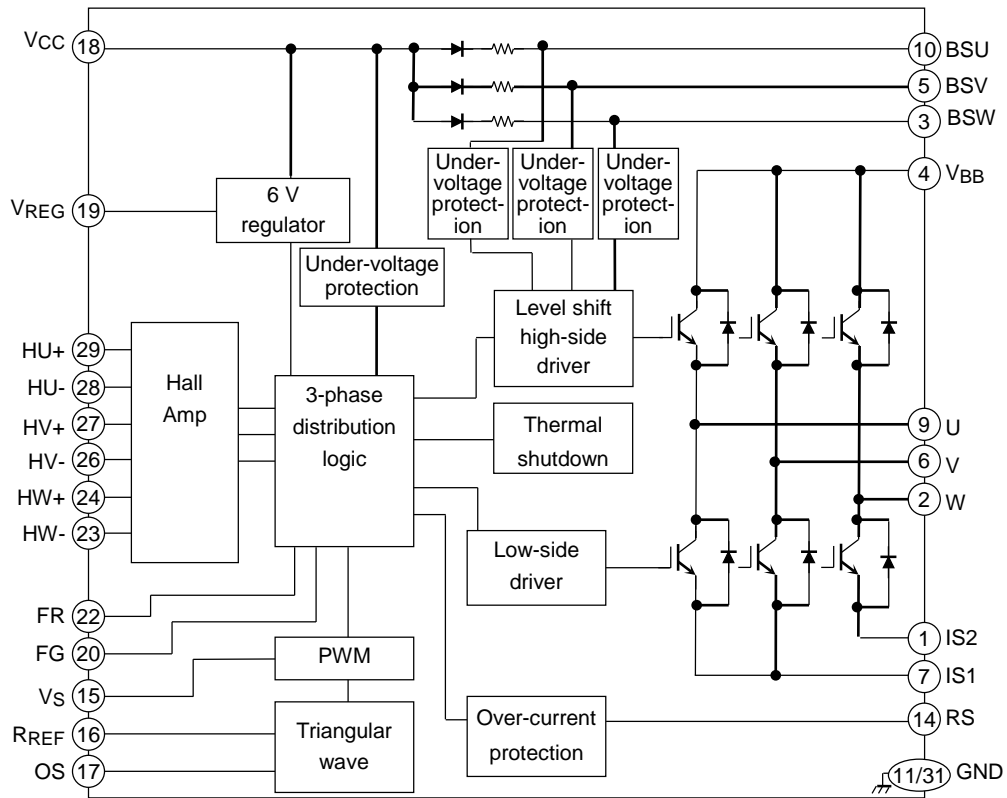 VCC 18
10 BSU
5 BSV
3 BSW
4 VBB
VREG 19
6 V
regulator
Under-
voltage
protect-
ion
Under-
voltage
protect-
ion
Under-
voltage
protect-
ion
Under-voltage
protection
Level shift
high-side
driver
HU+ 29
HU- 28
HV+ 27
HV- 26
HW+ 24
HW- 23
Hall
Amp
3-phase
distribution
logic
Thermal
shutdown
9 U
6 V
2 W
Low-side
driver
FR 22
FG 20
VS 15
RREF 16
OS 17
PWM
Triangular
wave
Over-current
protection
1 IS2
7 IS1
14 RS
11/31 GND